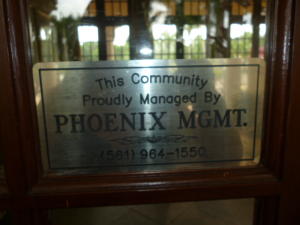 This Community
Proudly Managed By
PHOENIX MGMT.
(561) 964-1550